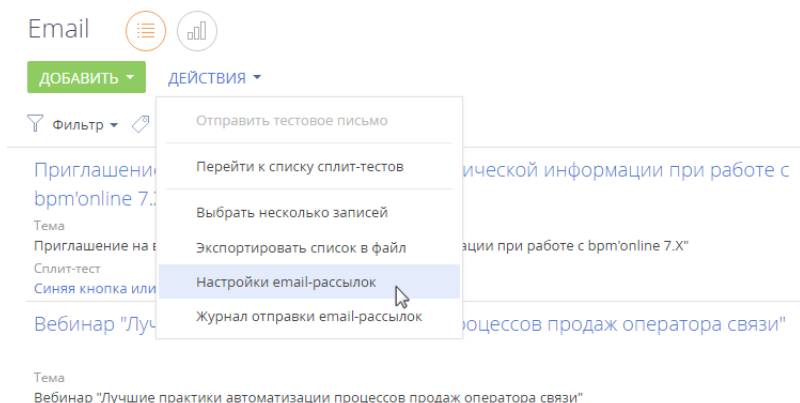 Email
ДОБАВИТЬ ДЕЙСТВИЯ
Фильтр
Отправить тестовое письмо
Перейти к списку сплит-тестов
Выбрать несколько записей
Экспортировать список в файл
Настройки email-рассылок
Журнал отправки email-рассылок
Приглашение ической информации при работе с
bpm'online 7.
Тема
Приглашение на ции при работе с bpm'online 7.X"
Сплит-тест
Синяя кнопка или
Вебинар "Луч оцессов продаж оператора связи"
Тема
Вебинар "Лучшие практики автоматизации процессов продаж оператора связи"